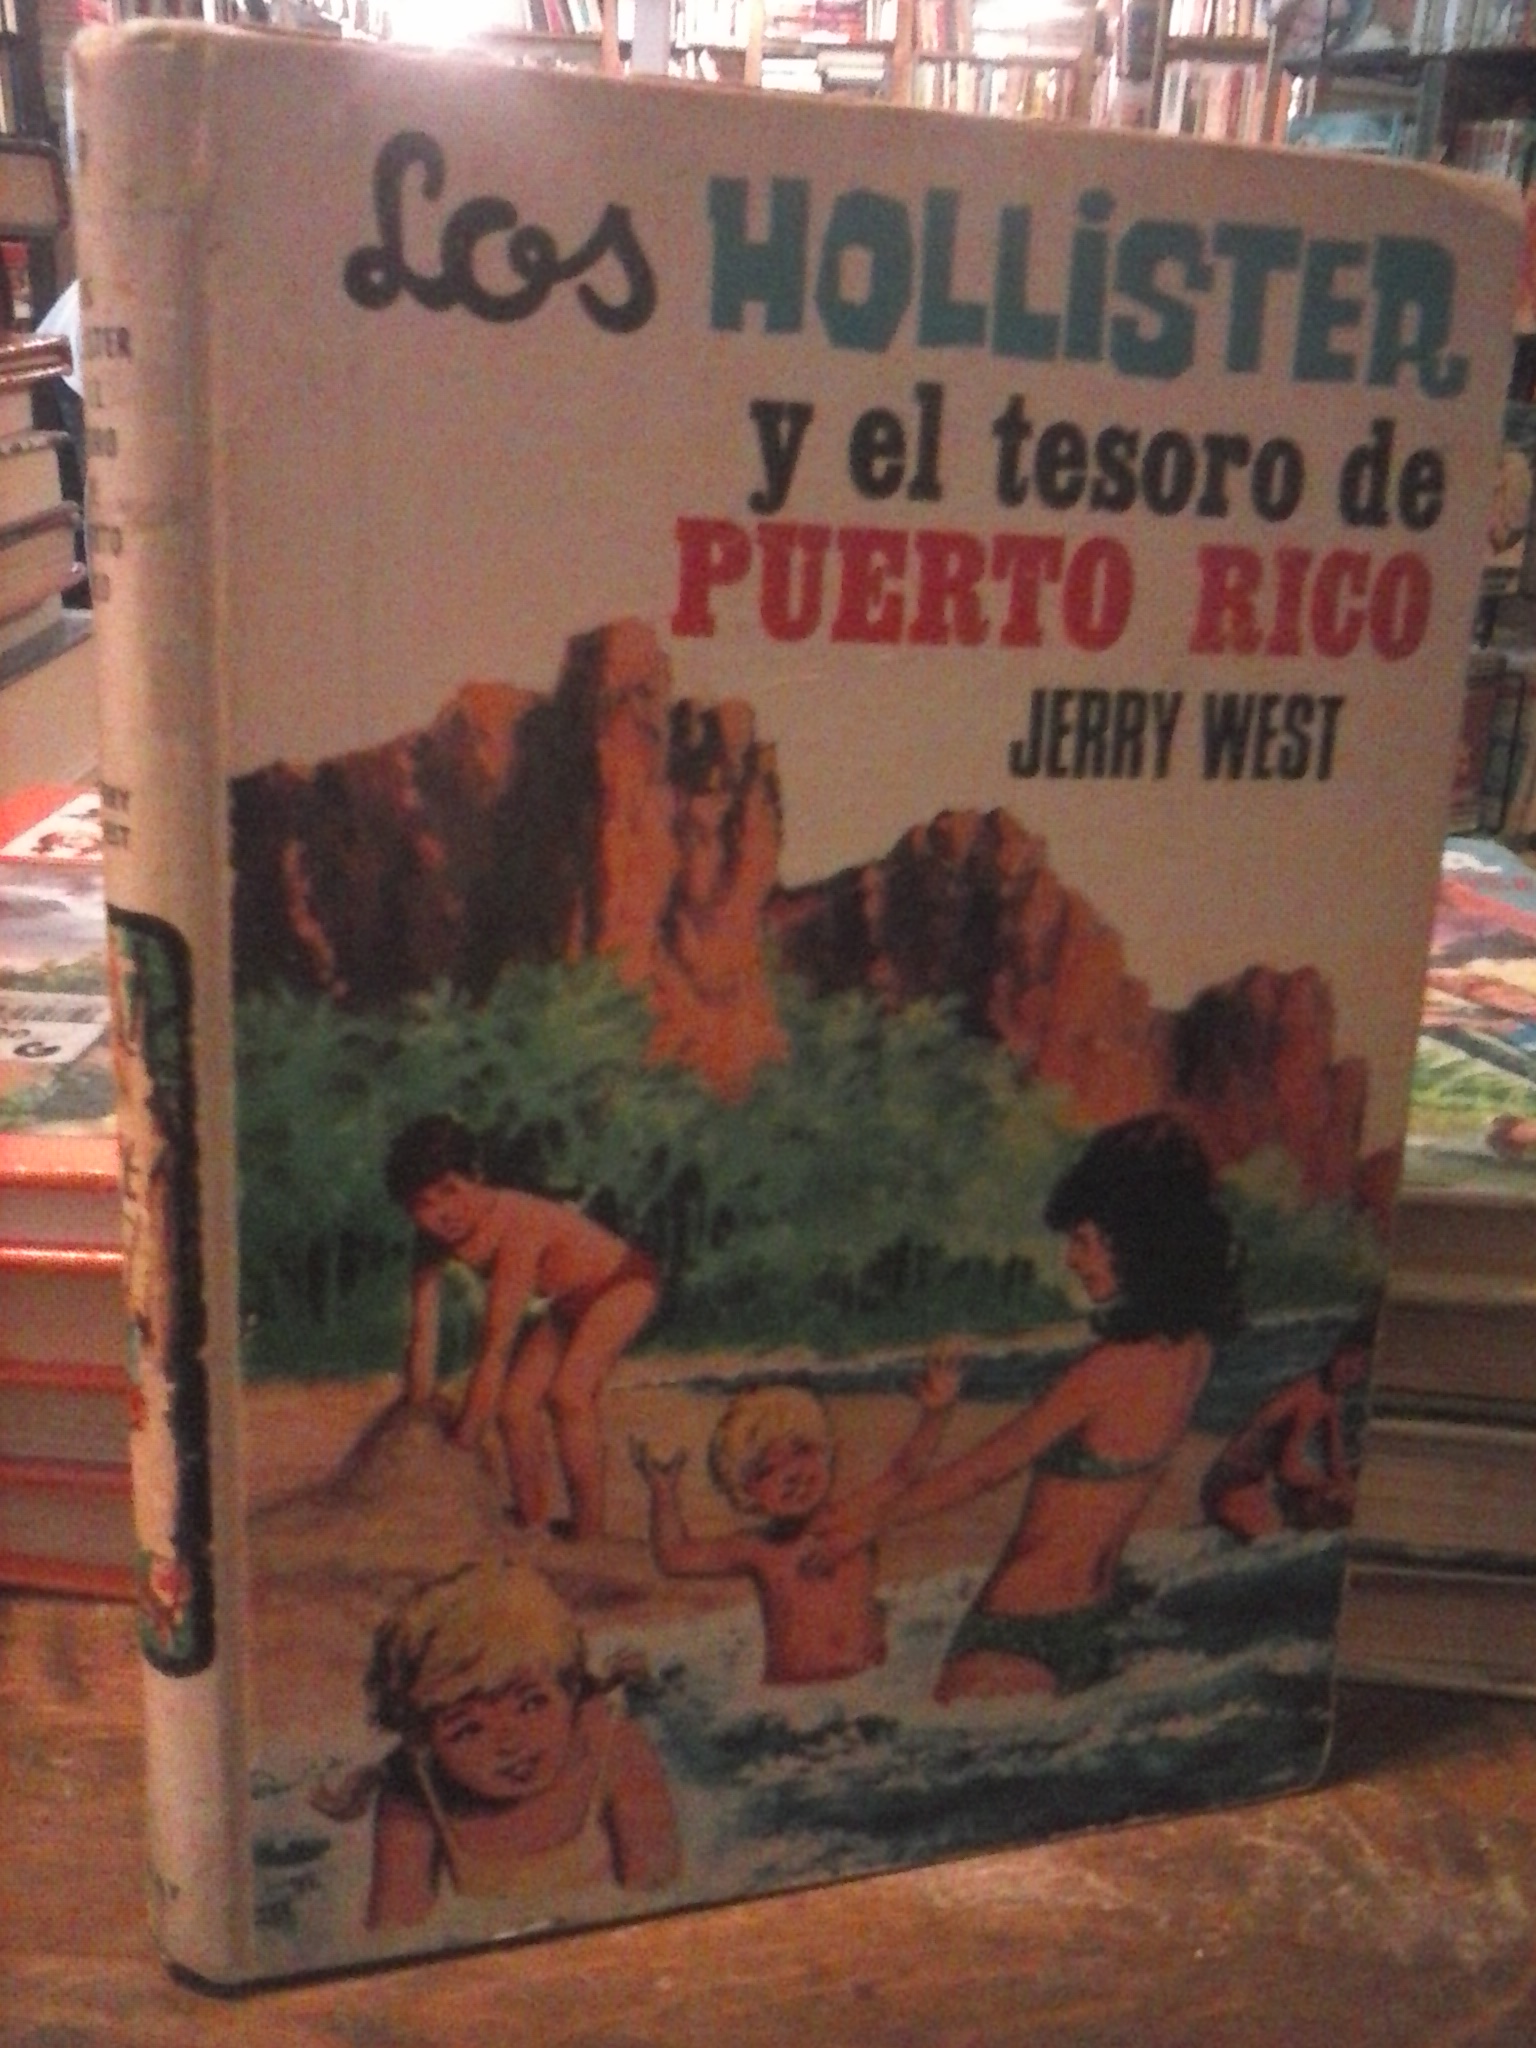 Los HOLLiSTER
y el tesoro de
PUERTO RICO
JERRY WEST